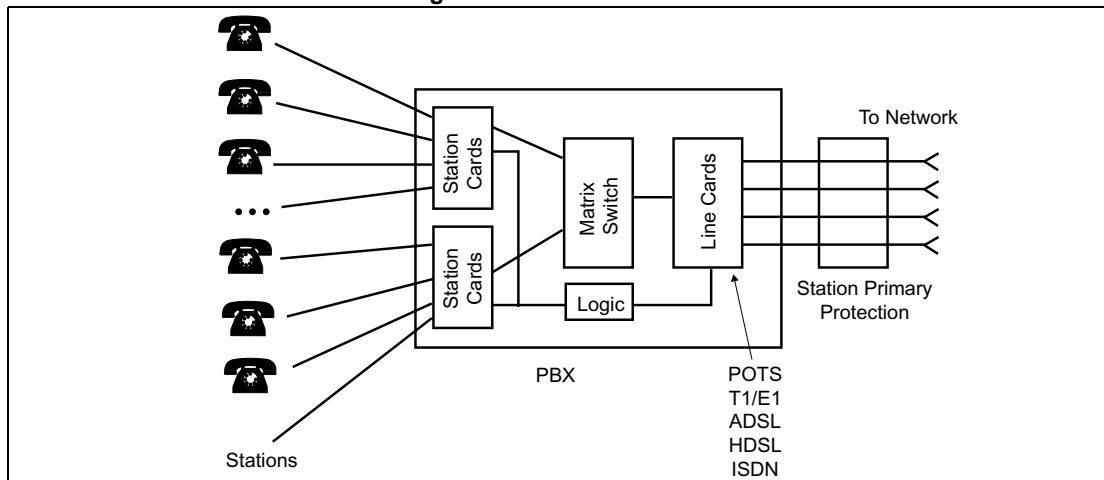 To Network
Station
Cards
Matrix
Switch
Line Cards
Station
Cards
Logic
Station Primary
Protection
PBX
POTS
T1/E1
ADSL
HDSL
ISDN
Stations